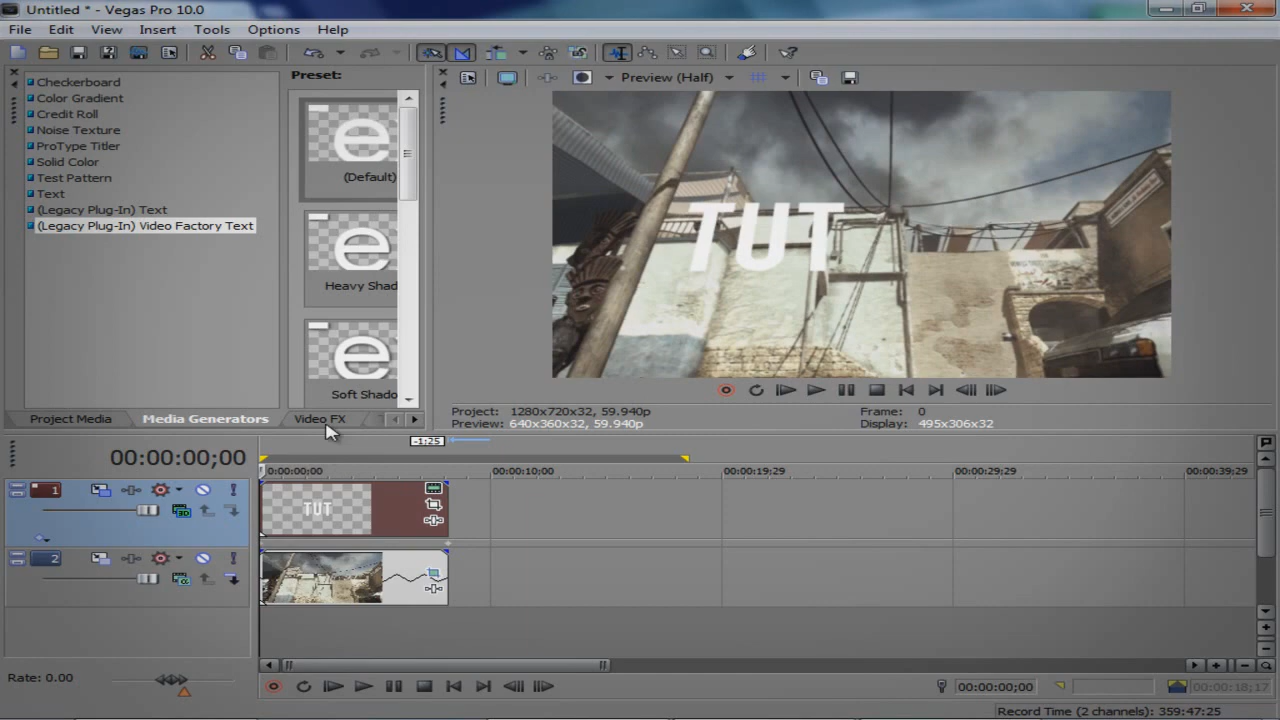 Untitled * - Vegas Pro 10.0
File Edit View Insert Tools Options Help
Preset:
Checkerboard
Color Gradient
Credit Roll
Noise Texture
ProType Titler
Solid Color
Test Pattern
Text
(Legacy Plug-In) Text
(Legacy Plug-In) Video Factory Text
e
(Default)
e
Heavy Shad
e
Soft Shado
Project Media
Media Generators
Video FX
Preview (Half)
TUT
Project: 1280x720x32, 59.940p
Preview: 640x360x32, 59.940p
Frame: 0
Display: 495x306x32
-1;25
00:00:00;00
0:00:00;00
00:00:10;00
00:00:19;29
00:00:29;29
00:00:39;29
1
TUT
2
Rate: 0.00
00:00:00;00
00:00:18;17
Record Time (2 channels): 359:47:25